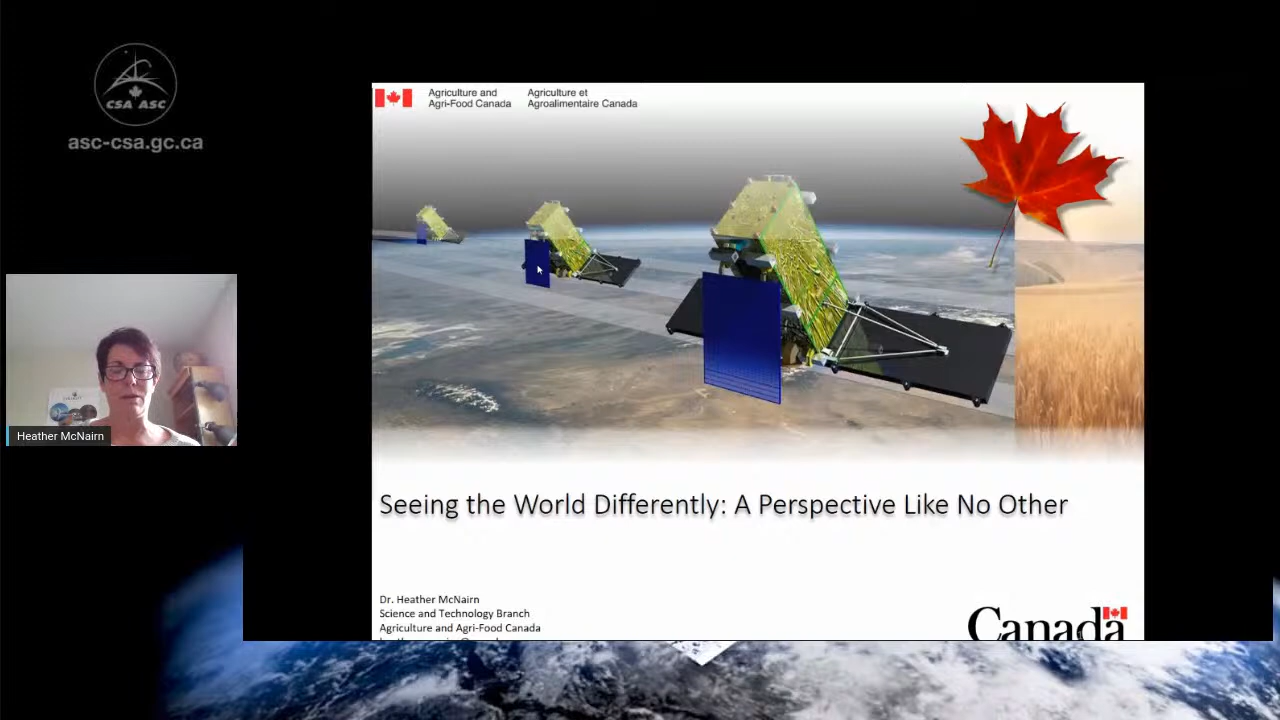 CSA ASC
asc-csa.gc.ca
Agriculture and
Agri-Food Canada
Agriculture et
Agroalimentaire Canada
Heather McNairn
Seeing the World Differently: A Perspective Like No Other
Dr. Heather McNairn
Science and Technology Branch
Agriculture and Agri-Food Canada
Canada